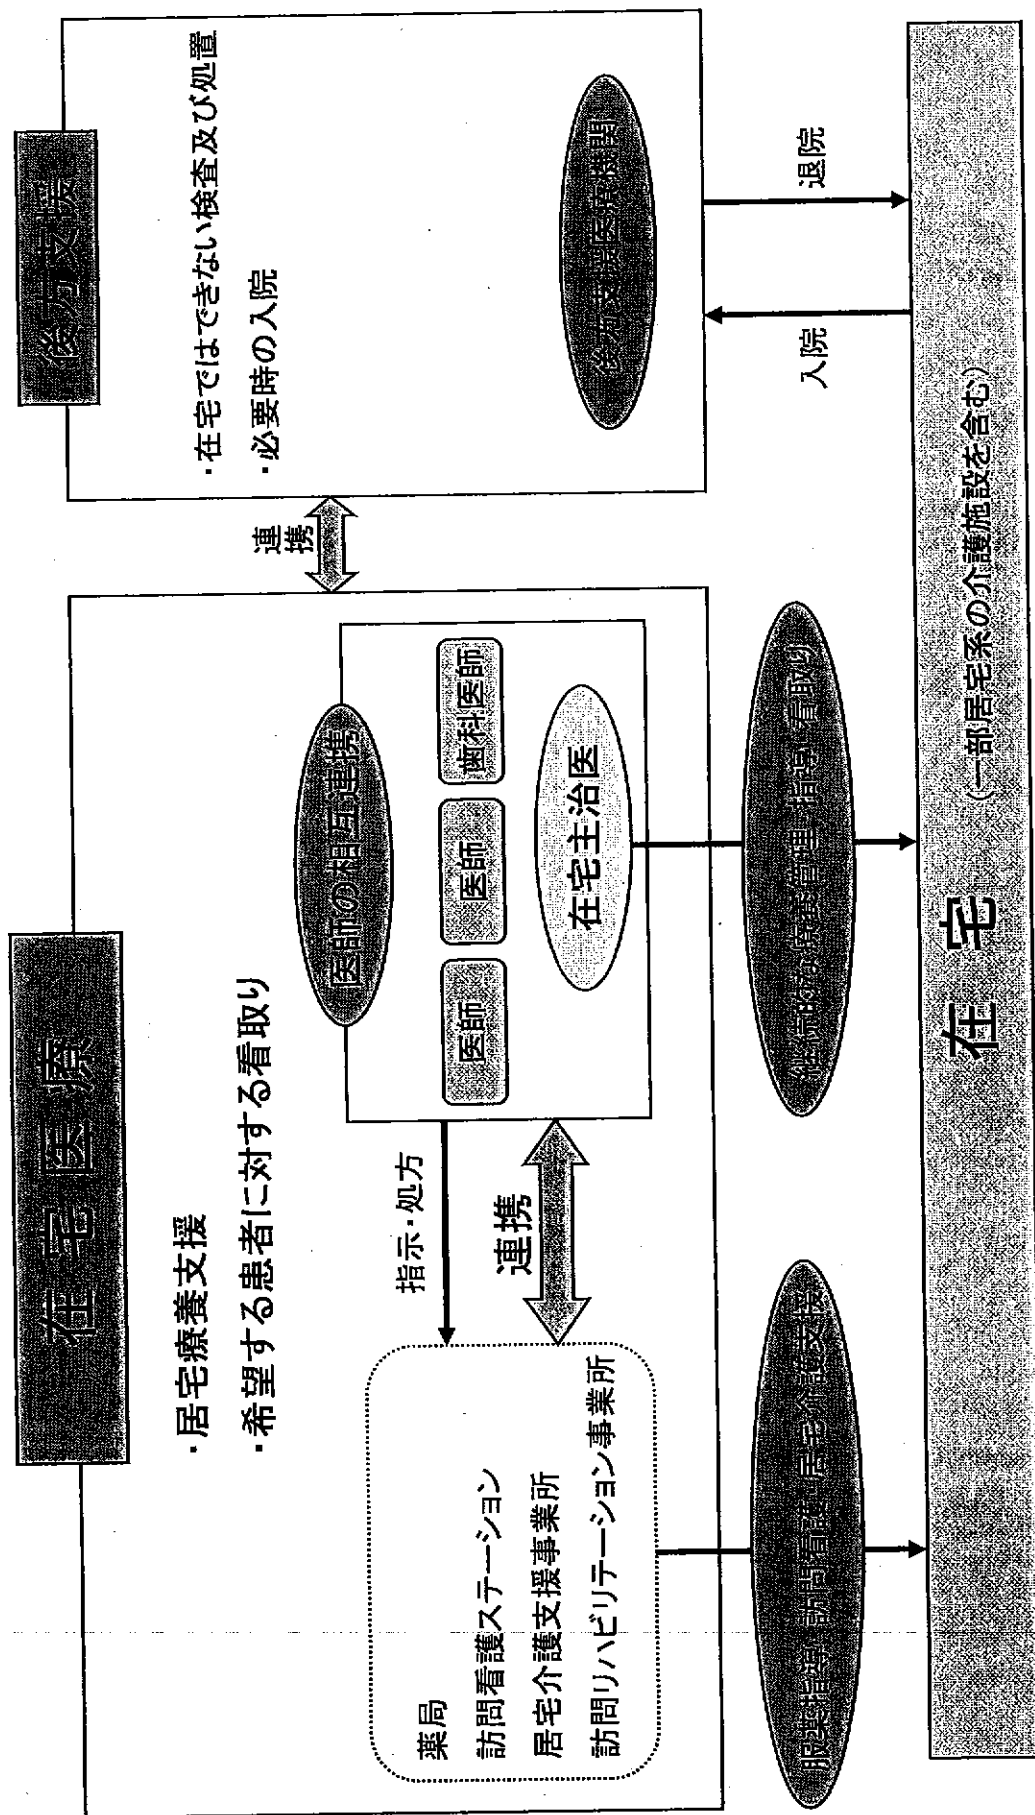 在宅医療
・居宅療養支援
・希望する患者に対する看取り
薬局
訪問看護ステーション
居宅介護支援事業所
訪問リハビリテーション事業所
指示・処方
連携
医師の相互連携
医師
医師
歯科医師
在宅主治医
連携
後方支援
・在宅ではできない検査及び処置
・必要時の入院
後方支援医療機関
服薬指導 訪問看護 居宅介護支援
継続的な療養管理・指導 看取り
入院
退院
在 宅
(一部居宅系の介護施設を含む)